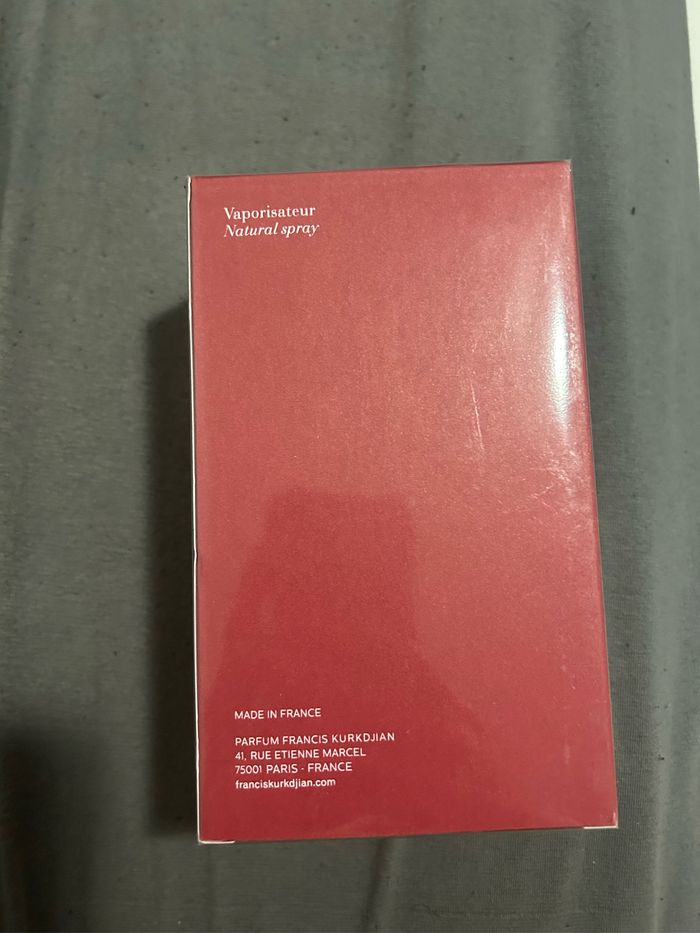 Vaporisateur
Natural spray
MADE IN FRANCE
PARFUM FRANCIS KURKDJIAN
41, RUE ETIENNE MARCEL
75001 PARIS - FRANCE
franciskurkdjian.com